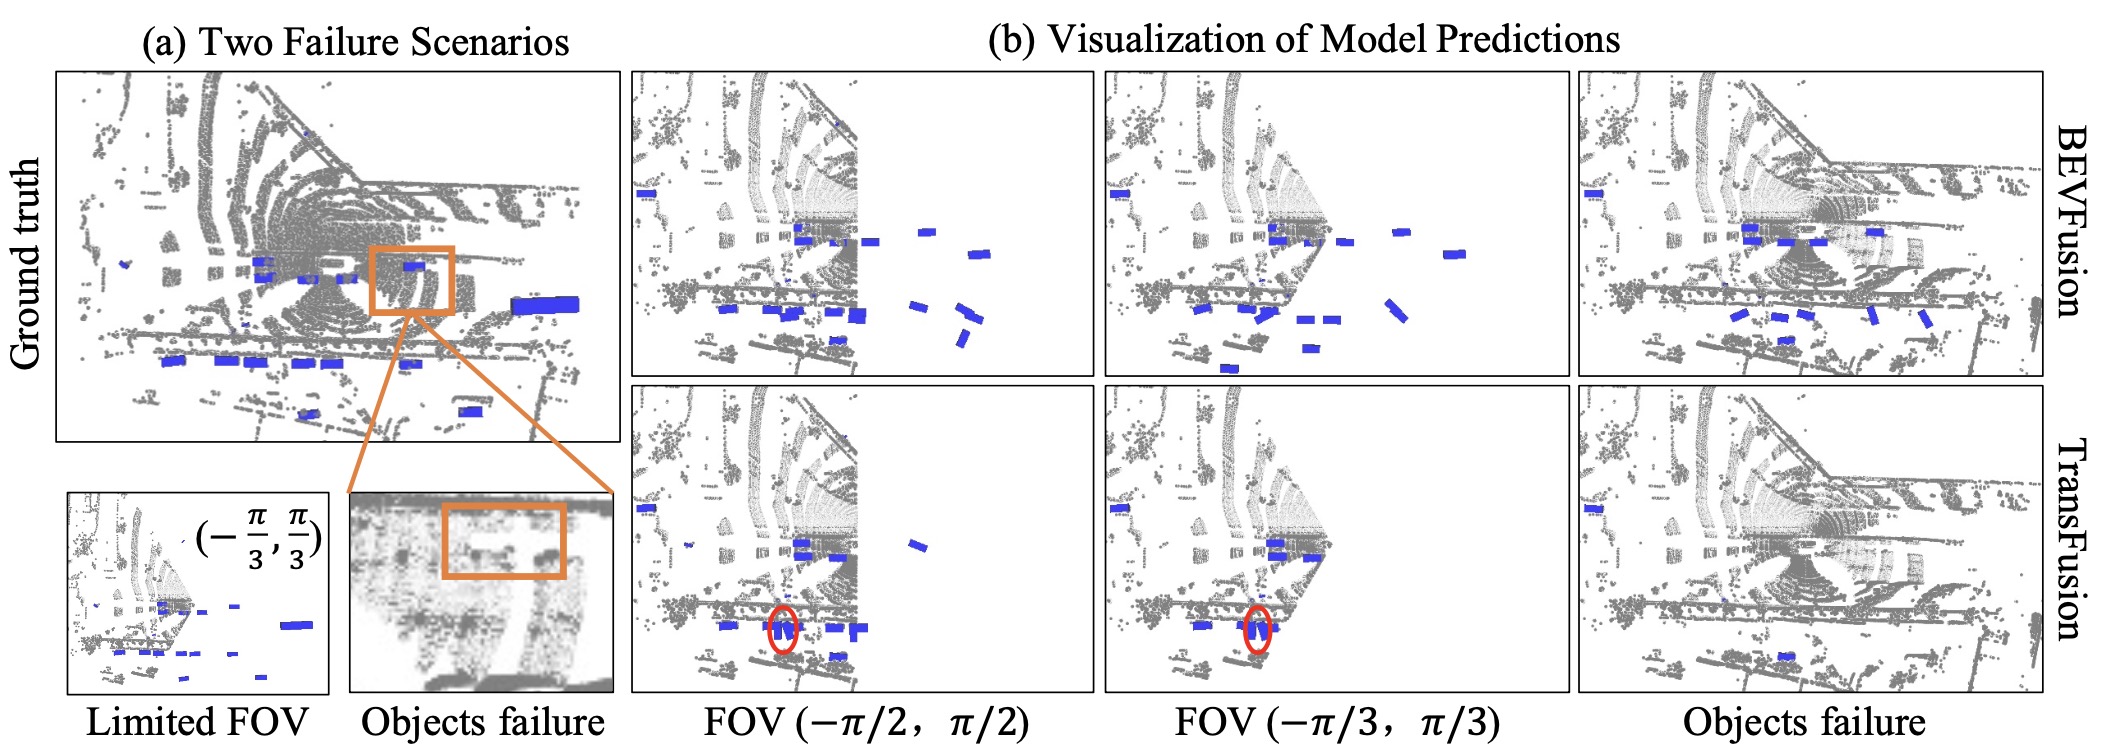 (a) Two Failure Scenarios
(b) Visualization of Model Predictions
Ground truth
BEVFusion
TransFusion
(− π/3, π/3)
Limited FOV
Objects failure
FOV (−π/2, π/2)
FOV (−π/3, π/3)
Objects failure